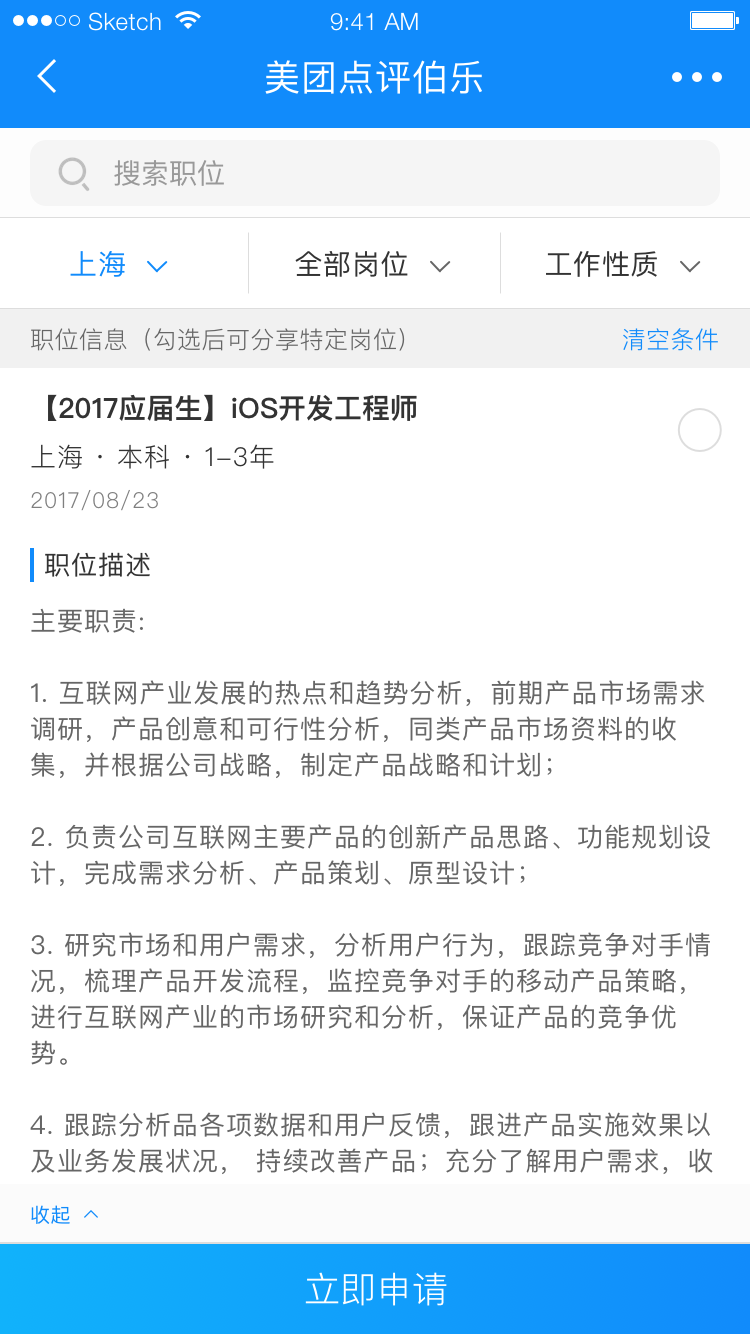 Sketch 9:41 AM
美团点评伯乐
搜索职位
上海 全部岗位 工作性质
职位信息（勾选后可分享特定岗位） 清空条件
【2017应届生】iOS开发工程师
上海 · 本科 · 1-3年
2017/08/23
职位描述
主要职责:
1. 互联网产业发展的热点和趋势分析，前期产品市场需求
调研，产品创意和可行性分析，同类产品市场资料的收
集，并根据公司战略，制定产品战略和计划；
2. 负责公司互联网主要产品的创新产品思路、功能规划设
计，完成需求分析、产品策划、原型设计；
3. 研究市场和用户需求，分析用户行为，跟踪竞争对手情
况，梳理产品开发流程，监控竞争对手的移动产品策略，
进行互联网产业的市场研究和分析，保证产品的竞争优
势。
4. 跟踪分析品各项数据和用户反馈，跟进产品实施效果以
及业务发展状况， 持续改善产品；充分了解用户需求，收
收起
立即申请